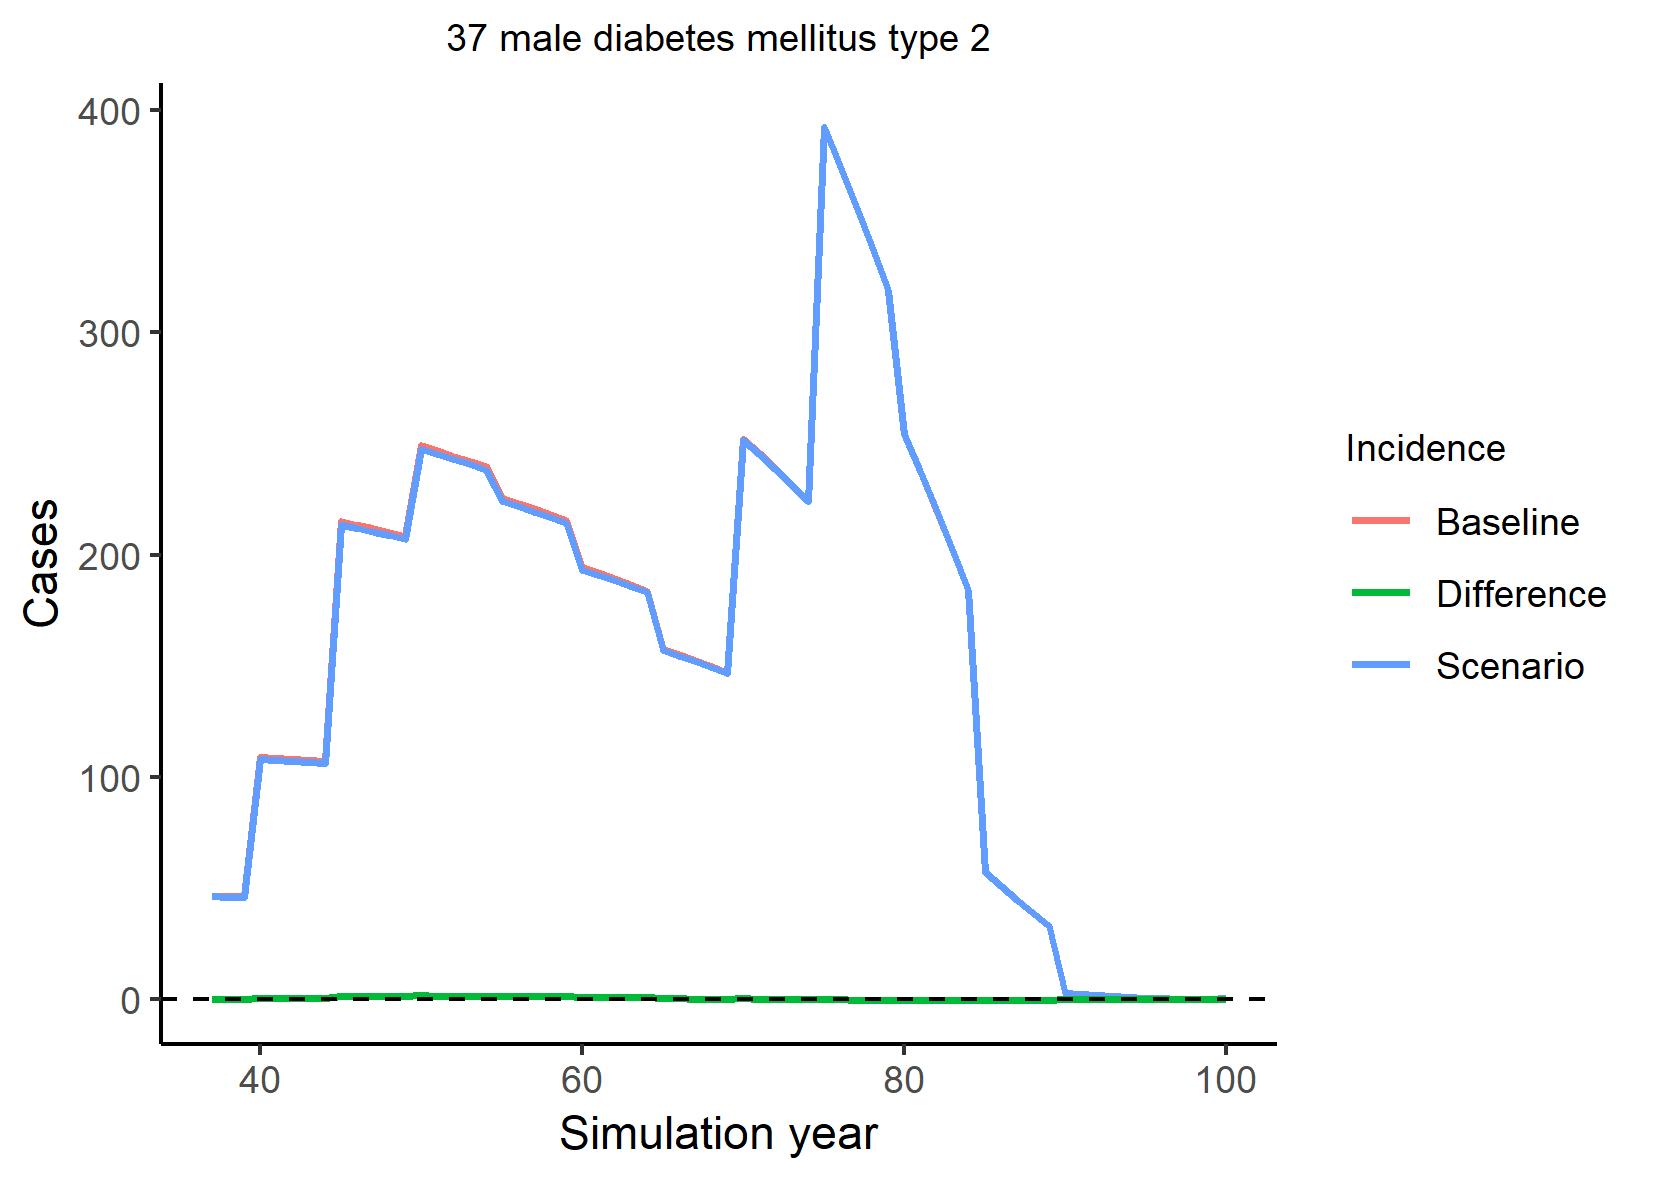 37 male diabetes mellitus type 2
400
300
200
100
0
Cases
40
60
80
100
Simulation year
Incidence
Baseline
Difference
Scenario